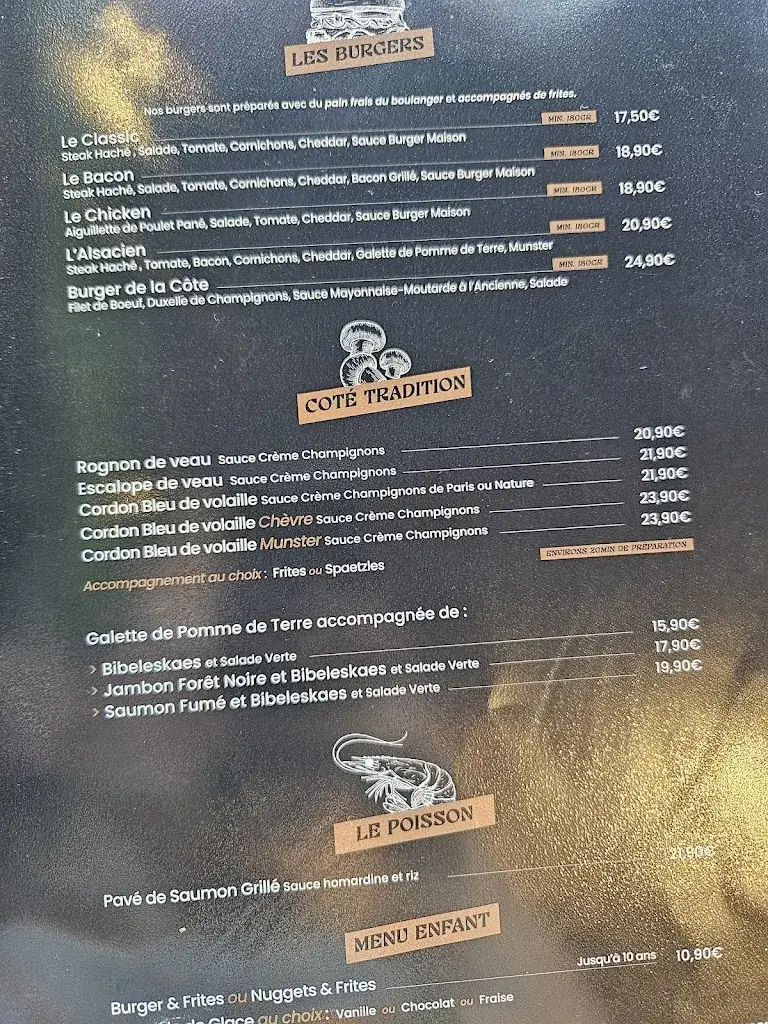 LES BURGERS
Nos burgers sont préparés avec du pain frais du boulanger et accompagnés de frites.
Le Classic MIN. 180GR 17,50€
Steak Haché, Salade, Tomate, Cornichons, Cheddar, Sauce Burger Maison
Le Bacon MIN. 180GR 18,90€
Steak Haché, Salade, Tomate, Cornichons, Cheddar, Bacon Grillé, Sauce Burger Maison
Le Chicken MIN. 180GR 18,90€
Aiguillette de Poulet Pané, Salade, Tomate, Cheddar, Sauce Burger Maison
L'Alsacien MIN. 180GR 20,90€
Steak Haché, Tomate, Bacon, Cornichons, Cheddar, Galette de Pomme de Terre, Munster
Burger de la Côte MIN. 180GR 24,90€
Filet de Boeuf, Duxelle de Champignons, Sauce Mayonnaise-Moutarde à l'Ancienne, Salade
COTÉ TRADITION
Rognon de veau Sauce Crème Champignons 20,90€
Escalope de veau Sauce Crème Champignons 21,90€
Cordon Bleu de volaille Sauce Crème Champignons de Paris ou Nature 21,90€
Cordon Bleu de volaille Chèvre Sauce Crème Champignons 23,90€
Cordon Bleu de volaille Munster Sauce Crème Champignons 23,90€
ENVIRONS 20MIN DE PRÉPARATION
Accompagnement au choix : Frites ou Spaetzles
Galette de Pomme de Terre accompagnée de :
> Bibeleskaes et Salade Verte 15,90€
> Jambon Forêt Noire et Bibeleskaes et Salade Verte 17,90€
> Saumon Fumé et Bibeleskaes et Salade Verte 19,90€
LE POISSON
Pavé de Saumon Grillé Sauce homardine et riz 21,90€
MENU ENFANT
Jusqu'à 10 ans 10,90€
Burger & Frites ou Nuggets & Frites
de Glace au choix : Vanille ou Chocolat ou Fraise